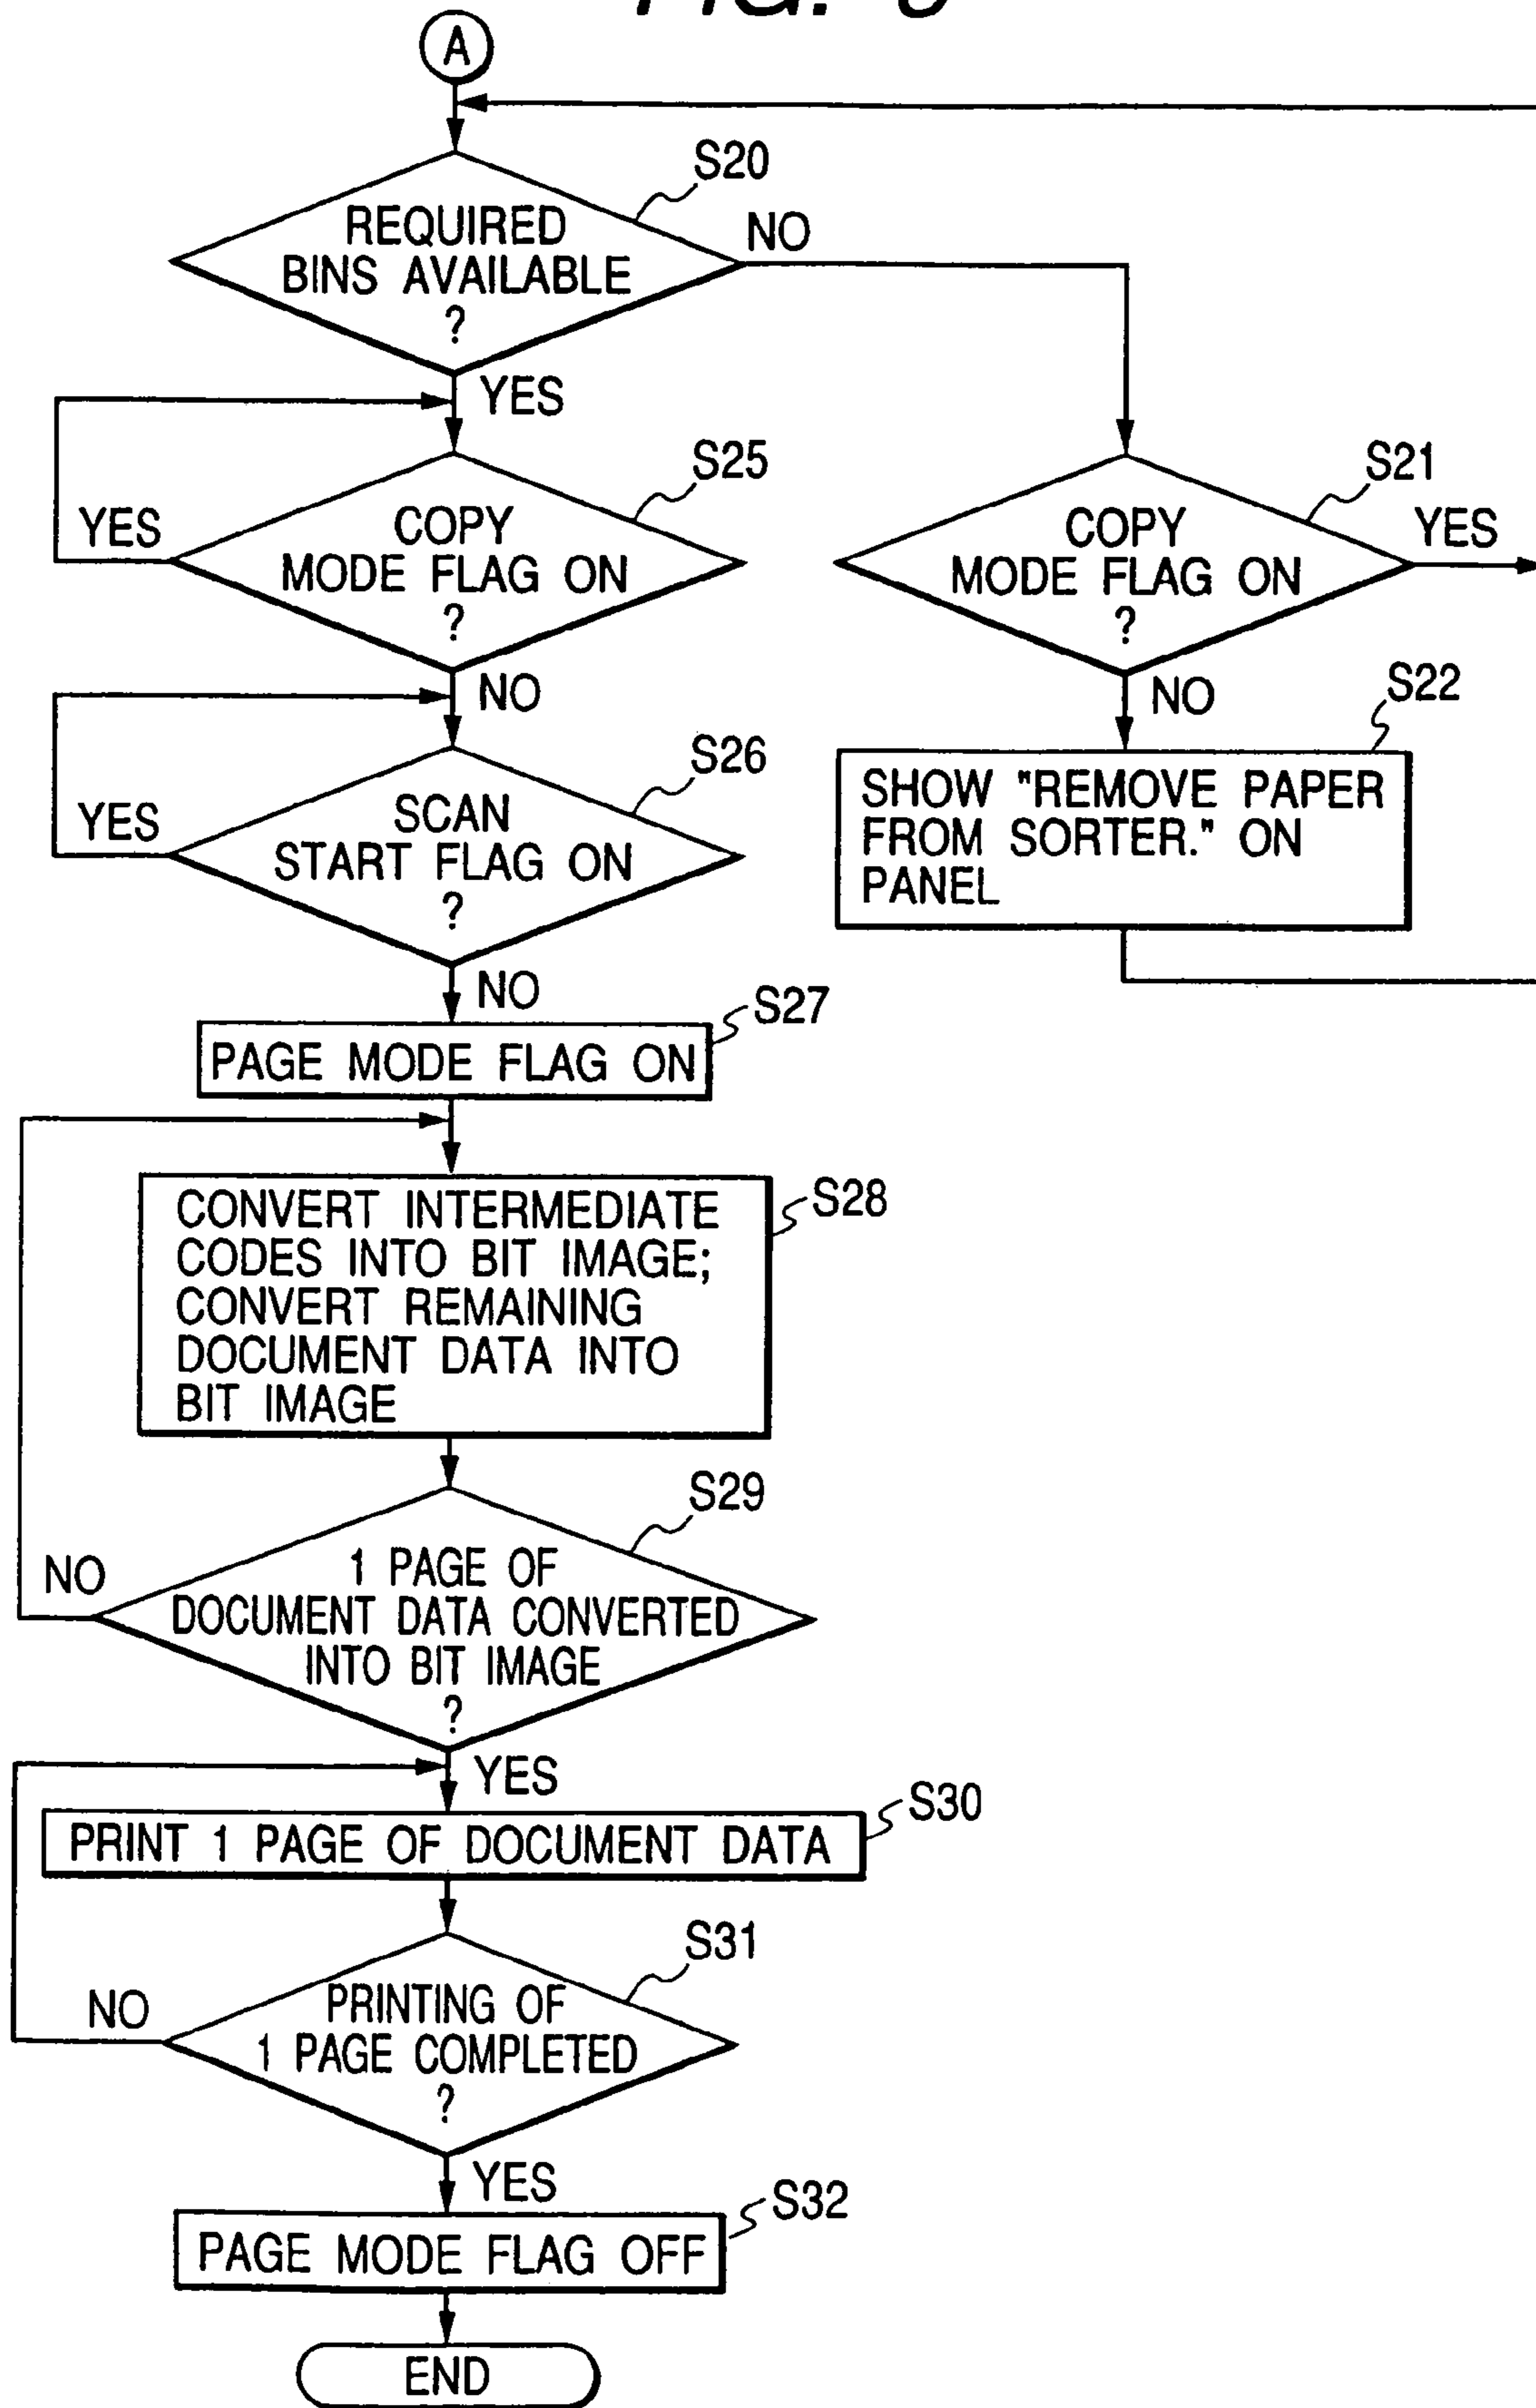 A
S20
REQUIRED
BINS AVAILABLE
?
NO
YES
S25
COPY
MODE FLAG ON
?
YES
NO
S21
COPY
MODE FLAG ON
?
YES
NO
S22
SHOW "REMOVE PAPER
FROM SORTER." ON
PANEL
S26
SCAN
START FLAG ON
?
YES
NO
S27
PAGE MODE FLAG ON
S28
CONVERT INTERMEDIATE
CODES INTO BIT IMAGE;
CONVERT REMAINING
DOCUMENT DATA INTO
BIT IMAGE
S29
1 PAGE OF
DOCUMENT DATA CONVERTED
INTO BIT IMAGE
?
NO
YES
S30
PRINT 1 PAGE OF DOCUMENT DATA
S31
PRINTING OF
1 PAGE COMPLETED
?
NO
YES
S32
PAGE MODE FLAG OFF
END